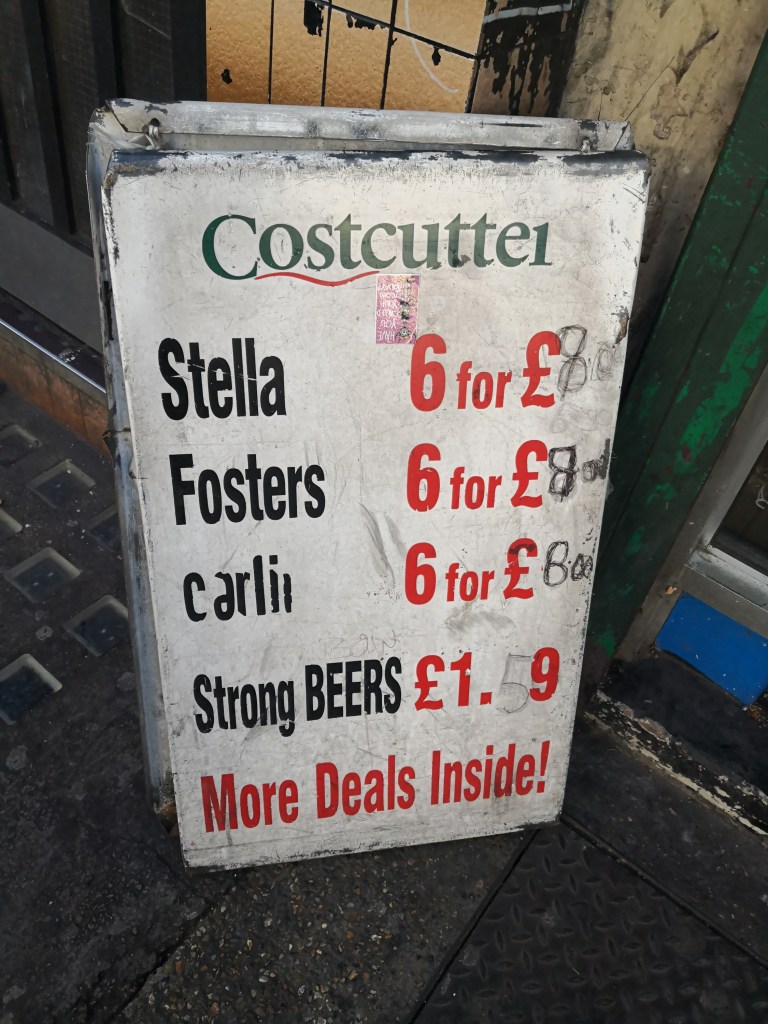 Costcutter
Stella 6 for £8.00
Fosters 6 for £8.00
carlin 6 for £8.00
Strong BEERS £1.59
More Deals Inside!